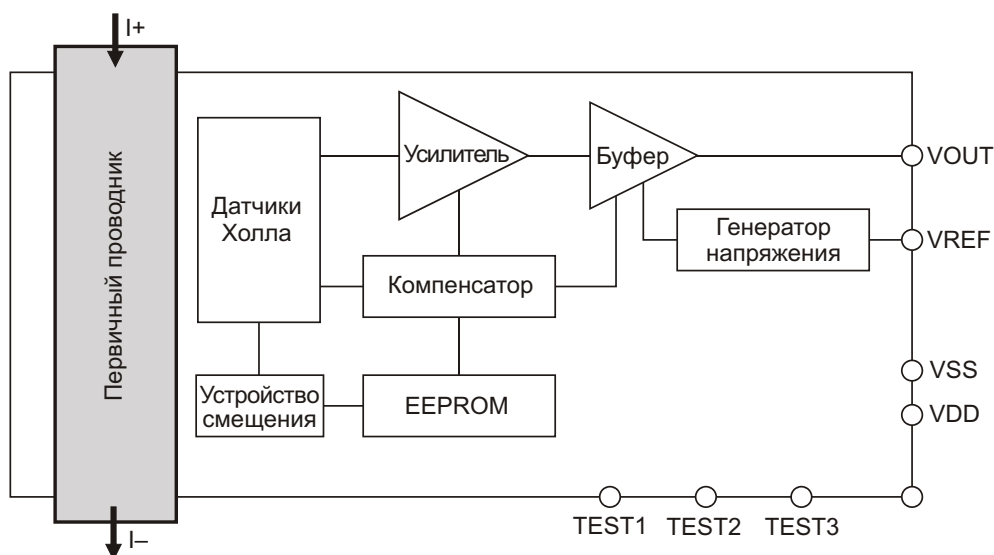 I+
Первичный проводник
Датчики
Холла
Усилитель
Буфер
VOUT
Генератор
напряжения
VREF
Компенсатор
VSS
Устройство
смещения
EEPROM
VDD
TEST1
TEST2
TEST3
I–